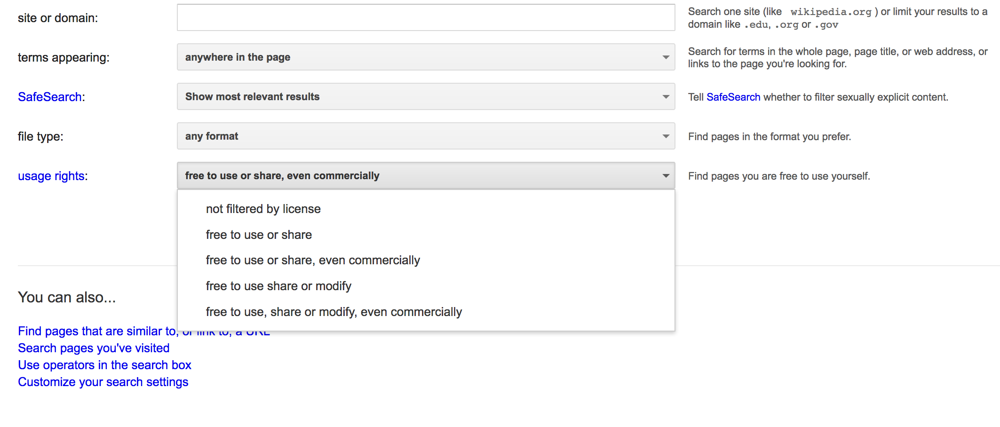 site or domain:
Search one site (like wikipedia.org ) or limit your results to a
domain like .edu, .org or .gov
terms appearing:
anywhere in the page
Search for terms in the whole page, page title, or web address, or
links to the page you're looking for.
SafeSearch:
Show most relevant results
Tell SafeSearch whether to filter sexually explicit content.
file type:
any format
Find pages in the format you prefer.
usage rights:
free to use or share, even commercially
Find pages you are free to use yourself.
not filtered by license
free to use or share
free to use or share, even commercially
free to use share or modify
free to use, share or modify, even commercially
You can also...
Find pages that are similar to, or link to, a URL
Search pages you've visited
Use operators in the search box
Customize your search settings